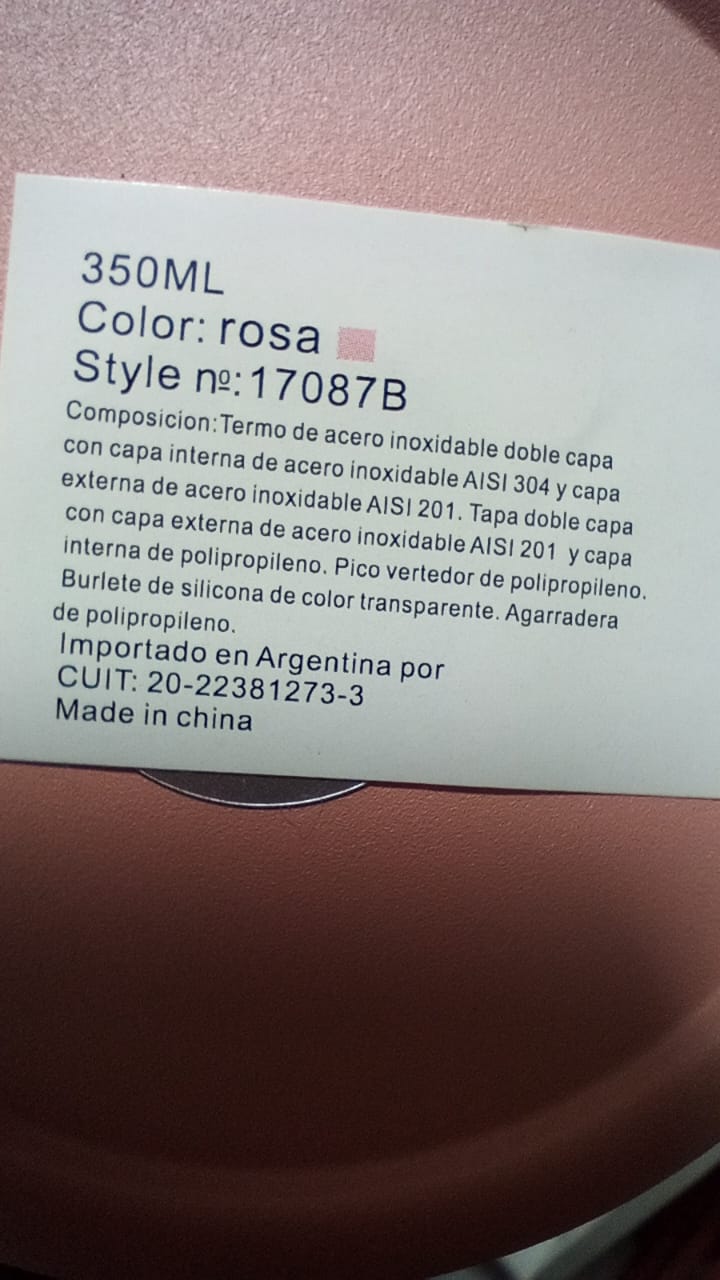 350ML
Color: rosa
Style nº:17087B
Composicion:Termo de acero inoxidable doble capa
con capa interna de acero inoxidable AISI 304 y capa
externa de acero inoxidable AISI 201. Tapa doble capa
con capa externa de acero inoxidable AISI 201 y capa
interna de polipropileno. Pico vertedor de polipropileno.
Burlete de silicona de color transparente. Agarradera
de polipropileno.
Importado en Argentina por
CUIT: 20-22381273-3
Made in china